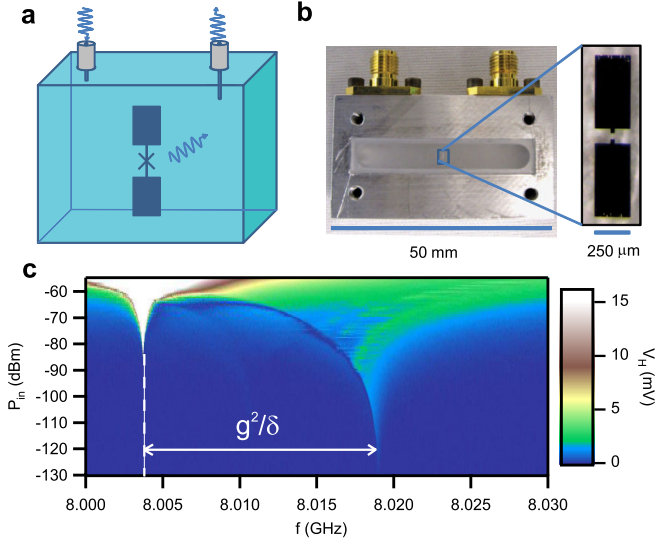 a
b
50 mm
250 μm
c
g²/δ
P_in (dBm)
-60
-70
-80
-90
-100
-110
-120
-130
8.000
8.005
8.010
8.015
8.020
8.025
8.030
f (GHz)
15
10
5
0
V_H (mV)